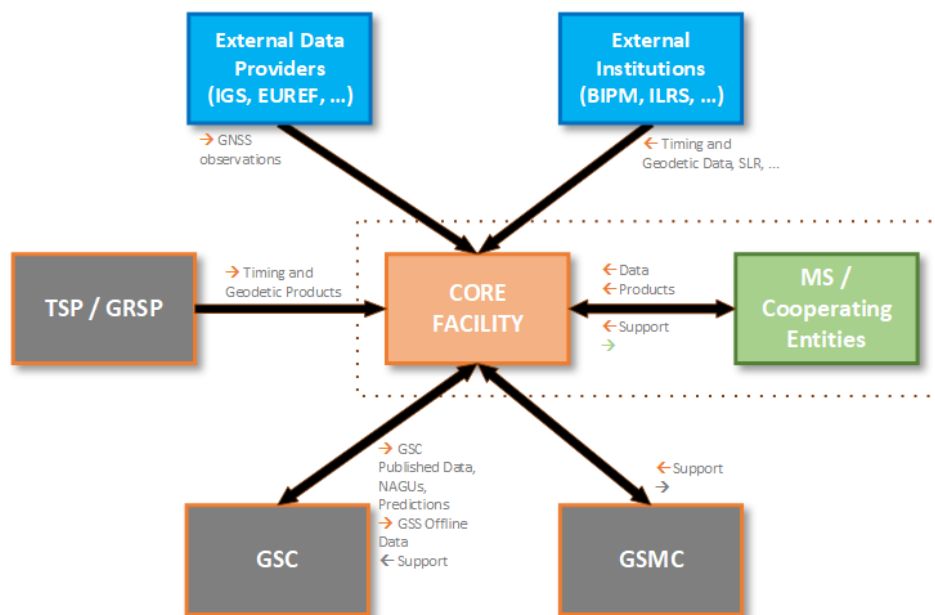 External Data
Providers
(IGS, EUREF, ...)
External
Institutions
(BIPM, ILRS, ...)
→ GNSS
observations
← Timing and
Geodetic Data, SLR, ...
TSP / GRSP
→ Timing and
Geodetic Products
CORE
FACILITY
← Data
← Products
← Support
→
MS /
Cooperating
Entities
→ GSC
Published Data,
NAGUs,
Predictions
→ GSS Offline
Data
← Support
← Support
→
GSC
GSMC